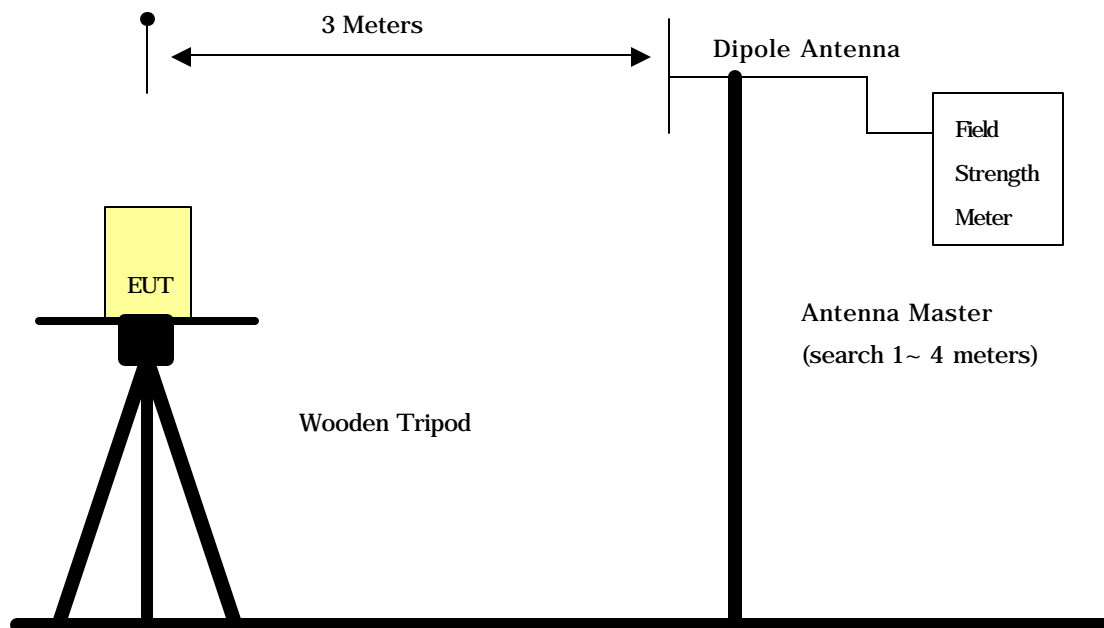 3 Meters
Dipole Antenna
Field
Strength
Meter
EUT
Antenna Master
(search 1~ 4 meters)
Wooden Tripod